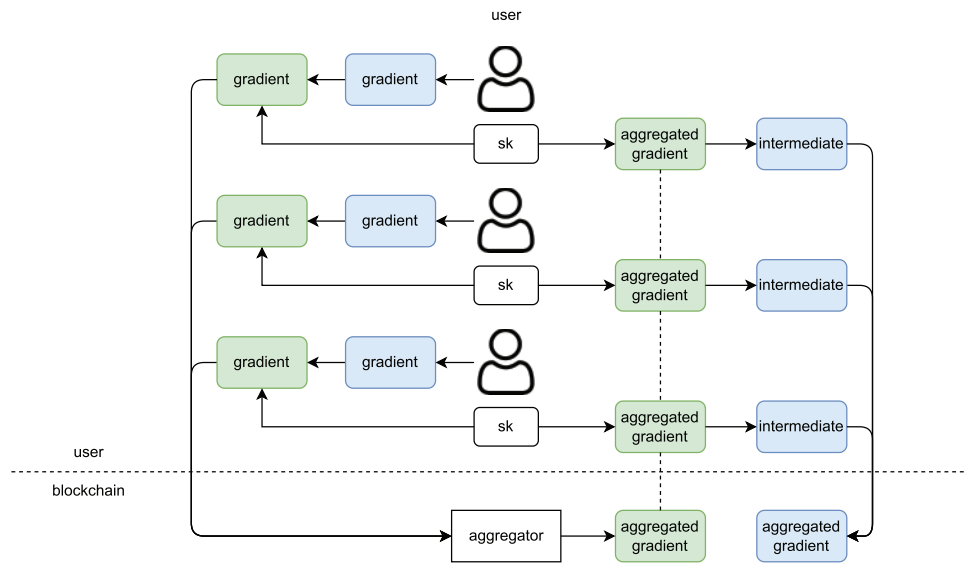 user
gradient
gradient
sk
aggregated
gradient
intermediate
gradient
gradient
sk
aggregated
gradient
intermediate
gradient
gradient
sk
aggregated
gradient
intermediate
user
blockchain
aggregator
aggregated
gradient
aggregated
gradient